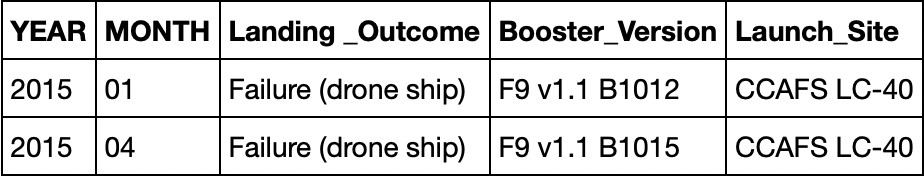 YEAR MONTH Landing _Outcome Booster_Version Launch_Site
2015 01 Failure (drone ship) F9 v1.1 B1012 CCAFS LC-40
2015 04 Failure (drone ship) F9 v1.1 B1015 CCAFS LC-40